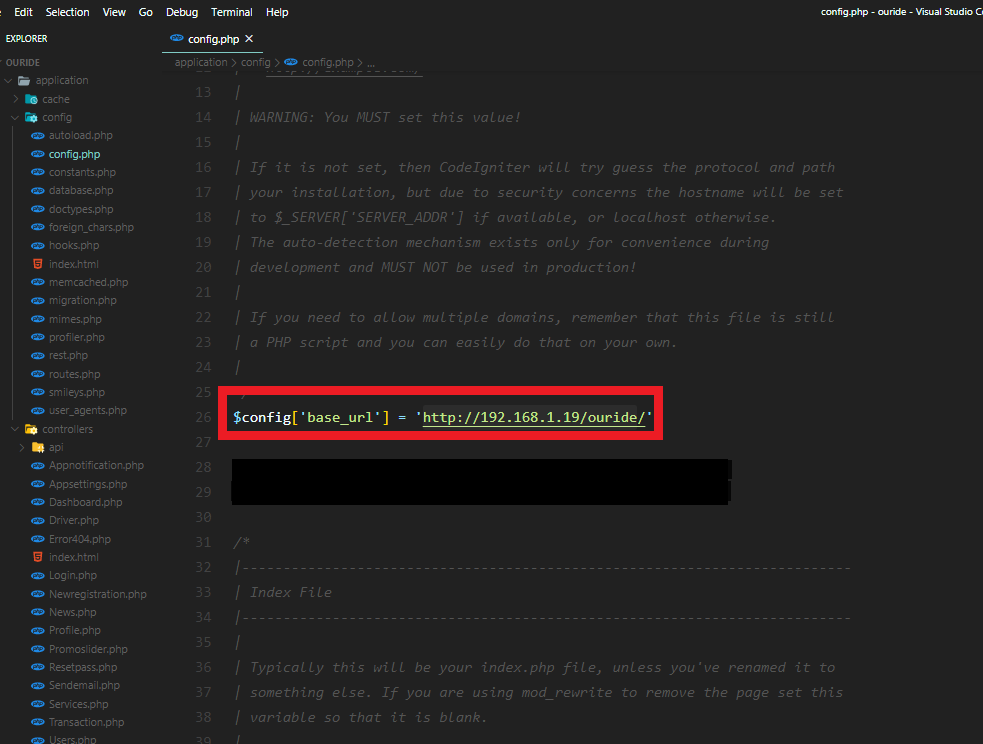 Edit Selection View Go Debug Terminal Help
config.php - ouride - Visual Studio
EXPLORER
config.php
OURIDE
application > config > config.php > ...
application
cache
config
autoload.php
config.php
constants.php
database.php
doctypes.php
foreign_chars.php
hooks.php
index.html
memcached.php
migration.php
mimes.php
profiler.php
rest.php
routes.php
smileys.php
user_agents.php
controllers
api
Appnotification.php
Appsettings.php
Dashboard.php
Driver.php
Error404.php
index.html
Login.php
Newregistration.php
News.php
Profile.php
Promoslider.php
Resetpass.php
Sendemail.php
Services.php
Transaction.php
Users.php
13 |
14 | WARNING: You MUST set this value!
15 |
16 | If it is not set, then CodeIgniter will try guess the protocol and path
17 | your installation, but due to security concerns the hostname will be set
18 | to $_SERVER['SERVER_ADDR'] if available, or localhost otherwise.
19 | The auto-detection mechanism exists only for convenience during
20 | development and MUST NOT be used in production!
21 |
22 | If you need to allow multiple domains, remember that this file is still
23 | a PHP script and you can easily do that on your own.
24 |
25
26 $config['base_url'] = 'http://192.168.1.19/ouride/'
27
28
29
30
31 /*
32 |--------------------------------------------------------------------------
33 | Index File
34 |--------------------------------------------------------------------------
35 |
36 | Typically this will be your index.php file, unless you've renamed it to
37 | something else. If you are using mod_rewrite to remove the page set this
38 | variable so that it is blank.
39 |